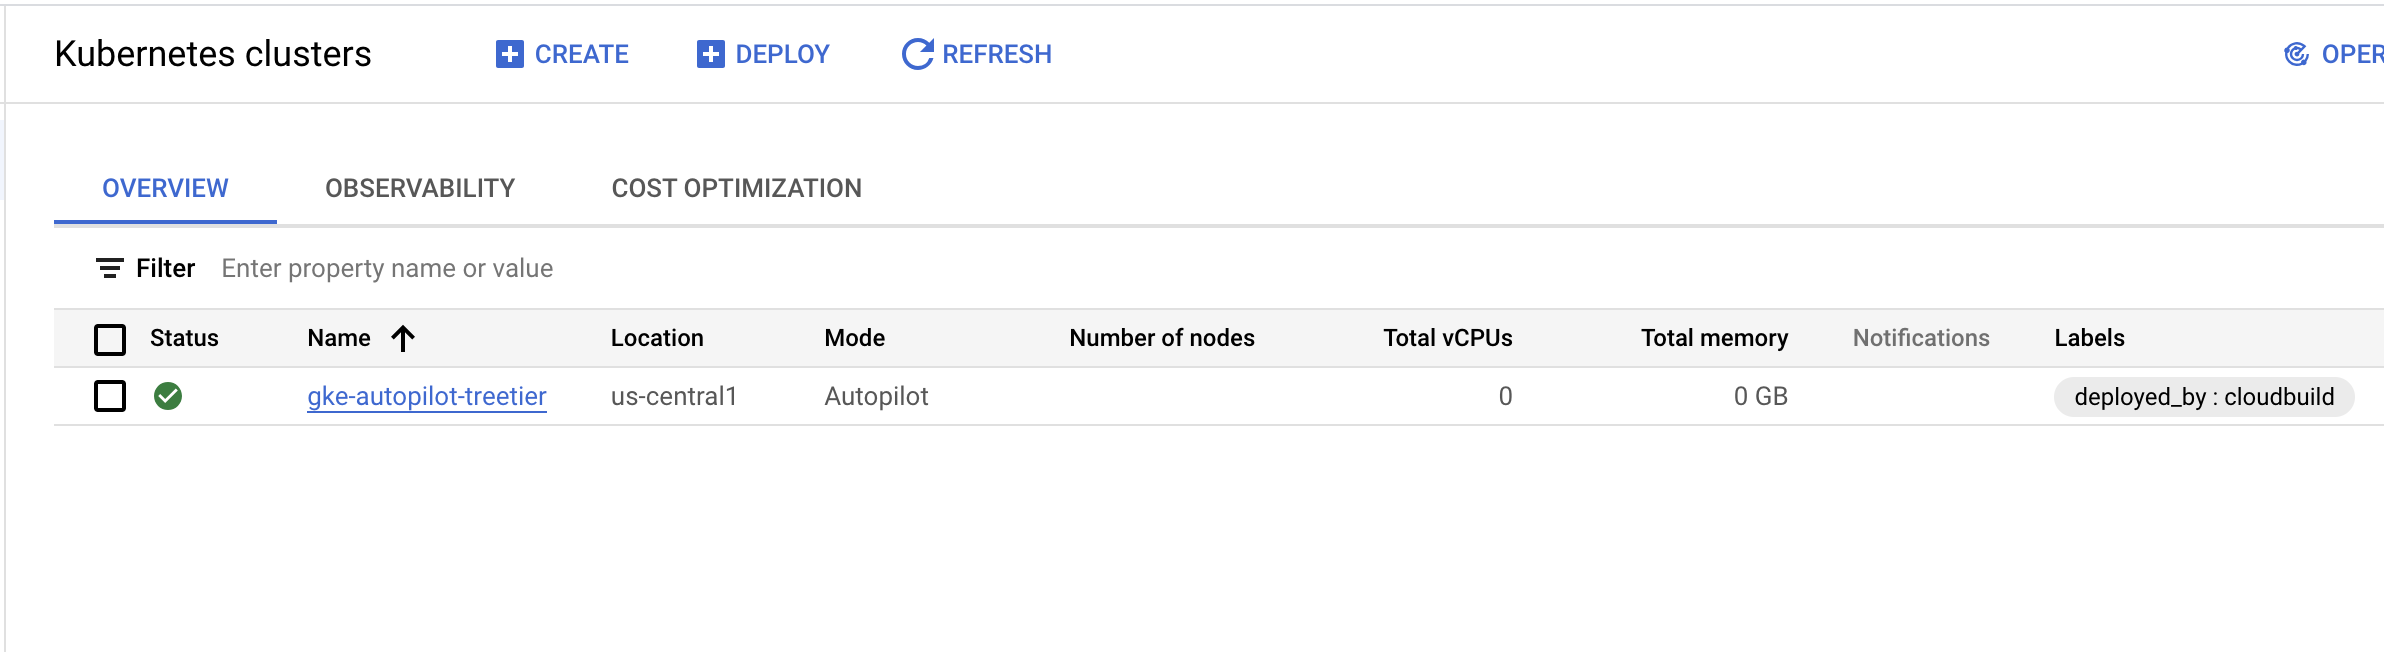 Kubernetes clusters CREATE DEPLOY REFRESH OPER
OVERVIEW OBSERVABILITY COST OPTIMIZATION
Filter Enter property name or value
Status Name Location Mode Number of nodes Total vCPUs Total memory Notifications Labels
gke-autopilot-treetier us-central1 Autopilot 0 0 GB deployed_by : cloudbuild